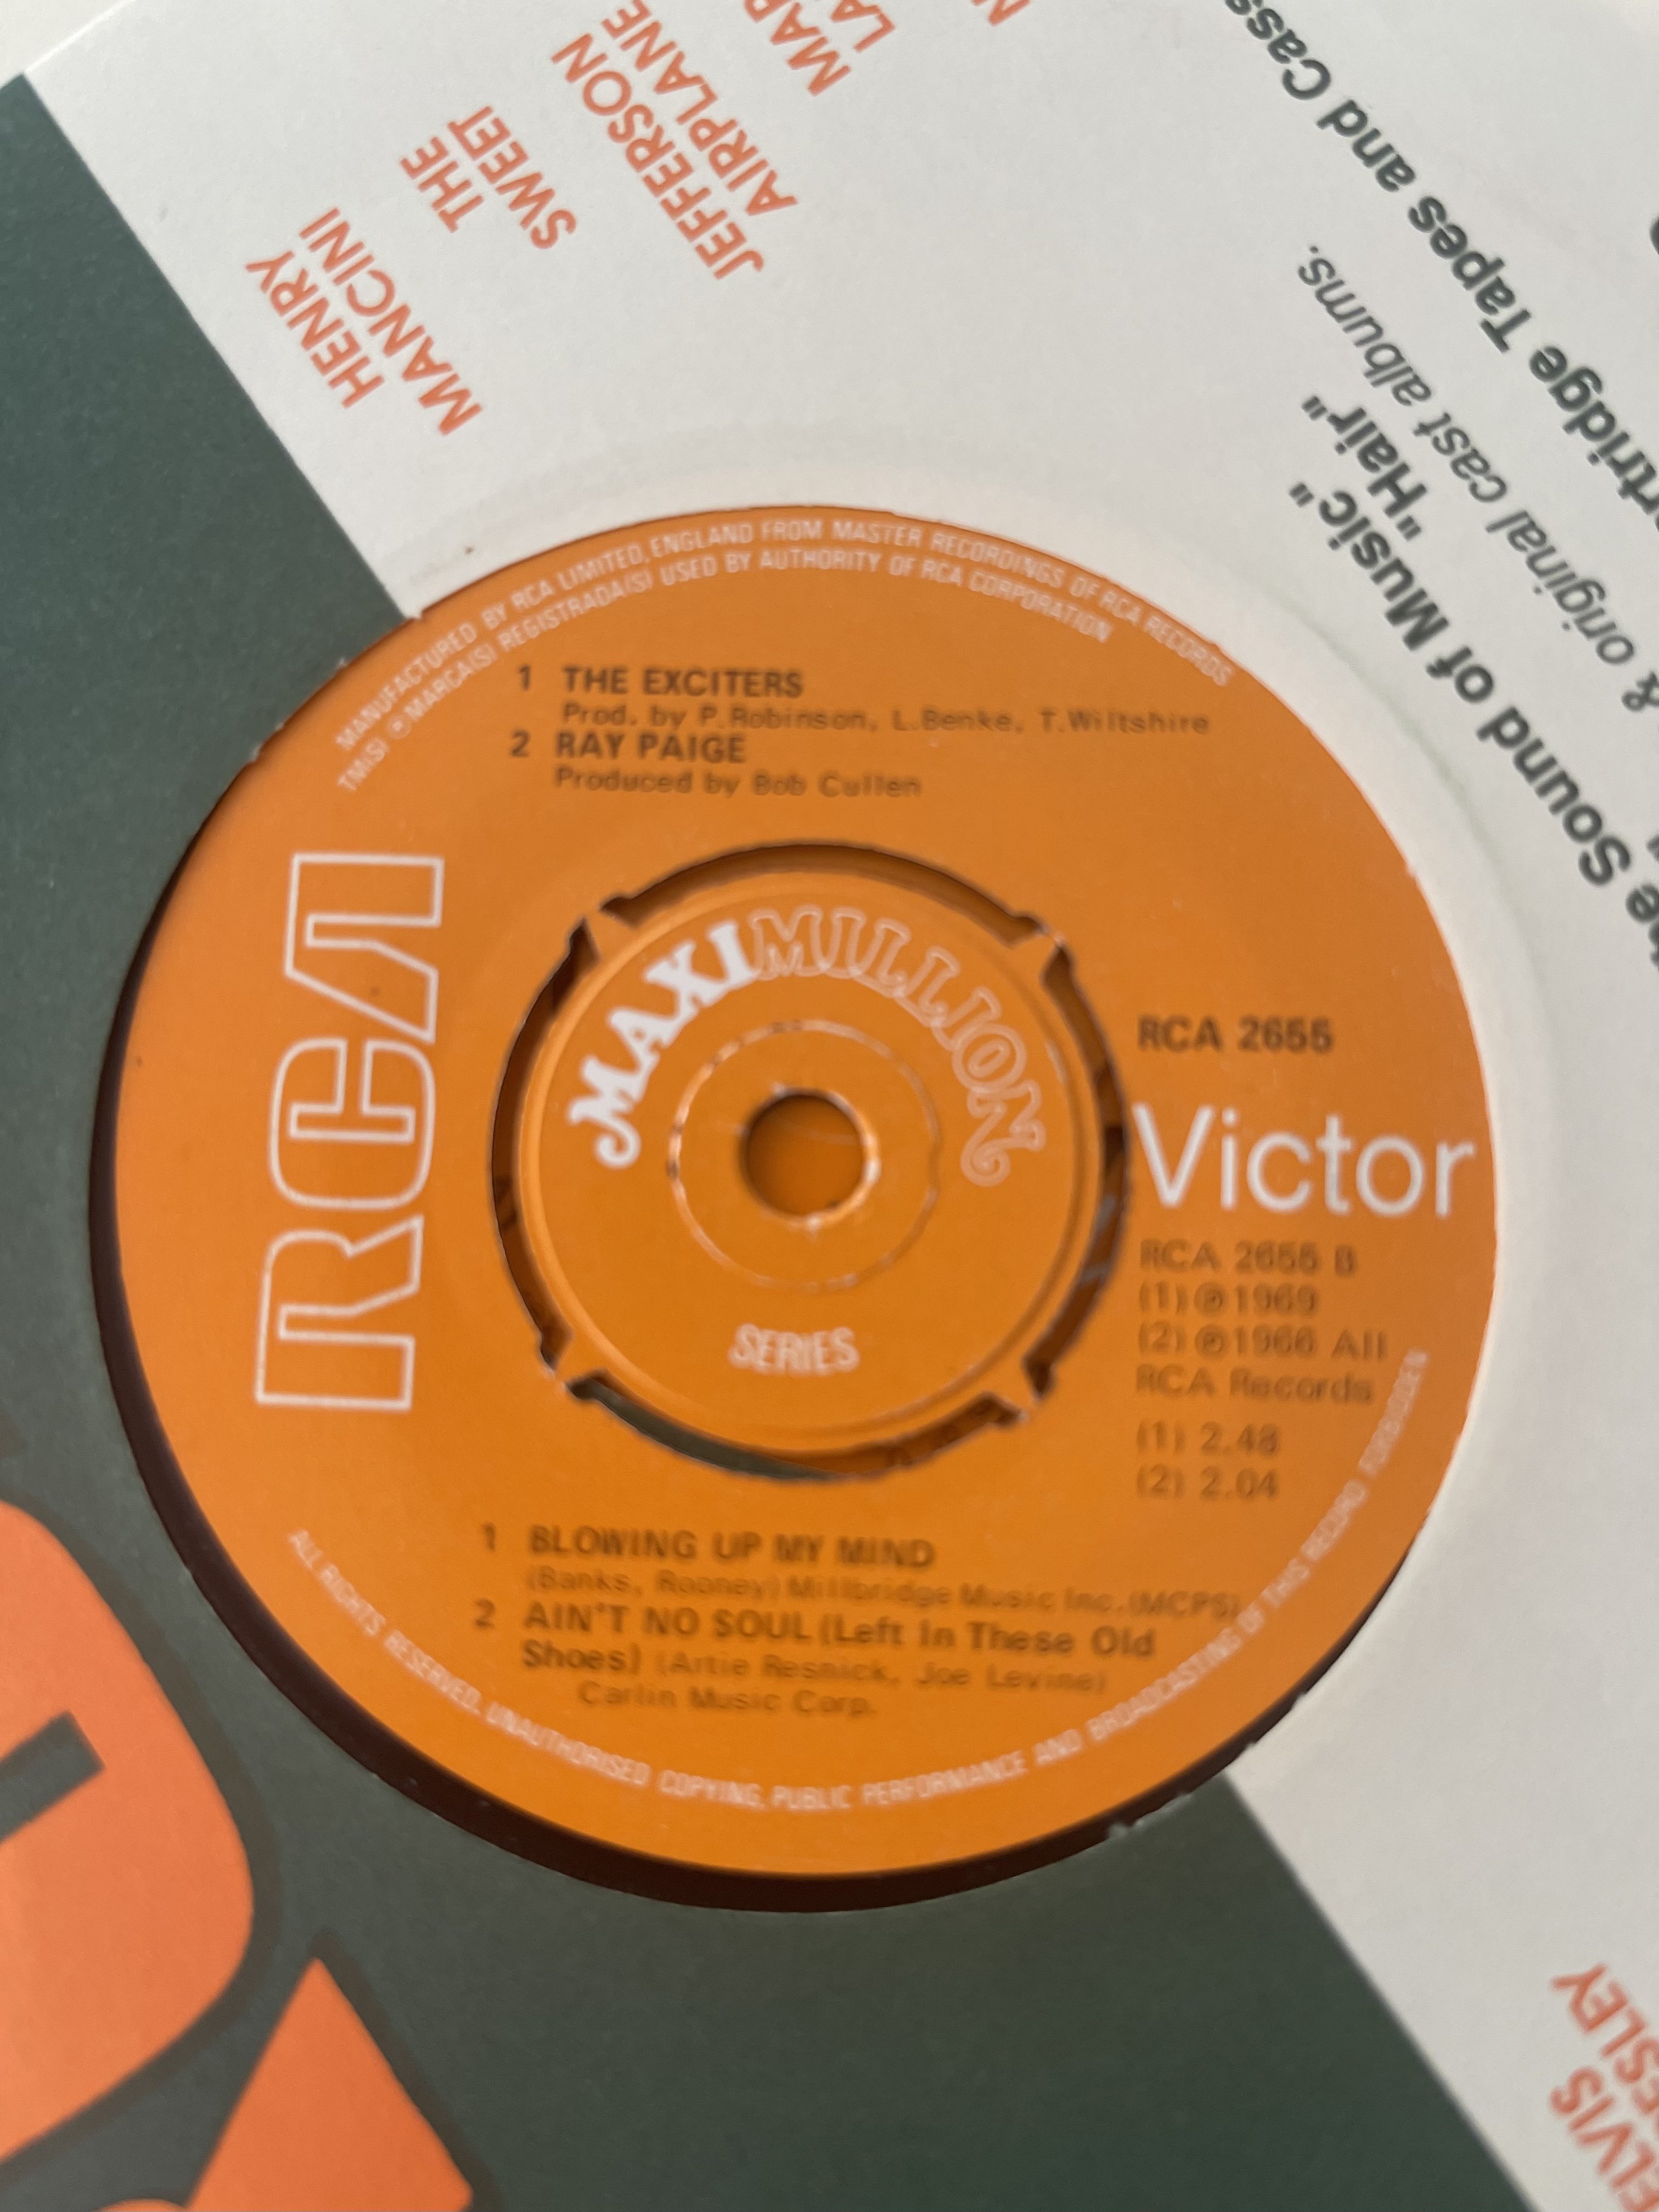 HENRY
MANCINI
THE
SWEET
JEFFERSON
AIRPLANE
Tapes and
"Sound of Music"
"Hair"
& original cast albums.
MANUFACTURED BY RCA LIMITED, ENGLAND FROM MASTER RECORDINGS OF RCA RECORDS
TM(S) ® MARCA(S) REGISTRADA(S) USED BY AUTHORITY OF RCA CORPORATION
1 THE EXCITERS
Prod. by P.Robinson, L.Benke, T.Wiltshire
2 RAY PAIGE
Produced by Bob Cullen
RCA
MAXIMILLION
SERIES
RCA 2655
Victor
RCA 2655 B
(1) ℗ 1969
(2) ℗ 1966 All
RCA Records
(1) 2.48
(2) 2.04
1 BLOWING UP MY MIND
(Banks, Rooney) Millbridge Music Inc.(MCPS)
2 AIN'T NO SOUL (Left In These Old
Shoes) (Artie Resnick, Joe Levine)
Carlin Music Corp.
ALL RIGHTS RESERVED. UNAUTHORISED COPYING, PUBLIC PERFORMANCE AND BROADCASTING OF THIS RECORD FORBIDDEN